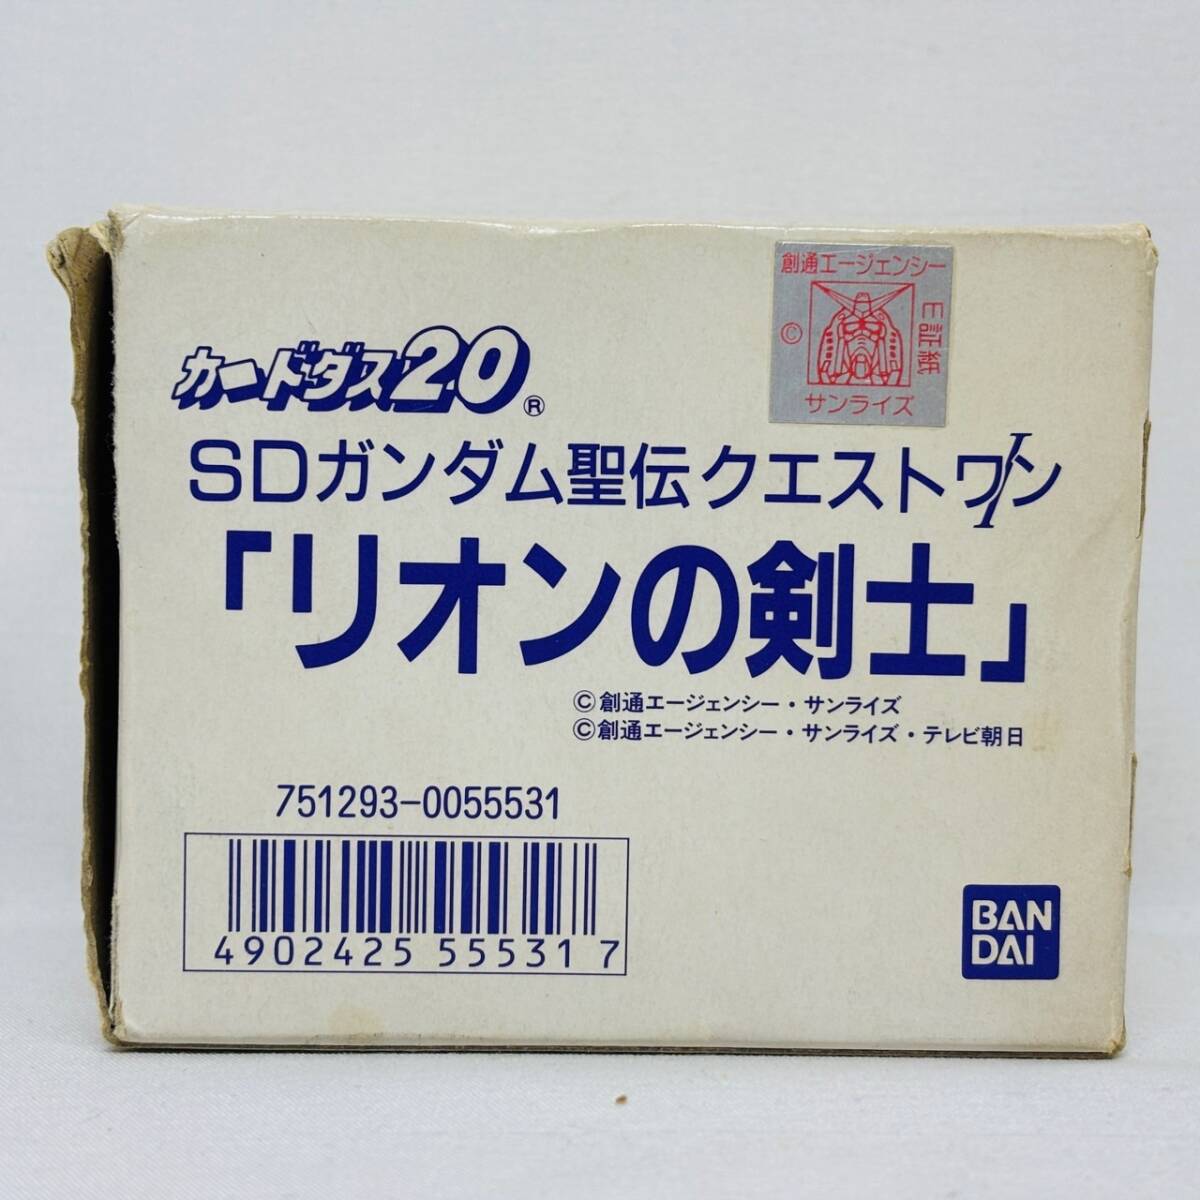 創通エージェンシー
E証紙
©
サンライズ
カードダス20®
SDガンダム聖伝クエストワン I
「リオンの剣士」
©創通エージェンシー・サンライズ
©創通エージェンシー・サンライズ・テレビ朝日
751293-0055531
4902425 555317
BAN
DAI